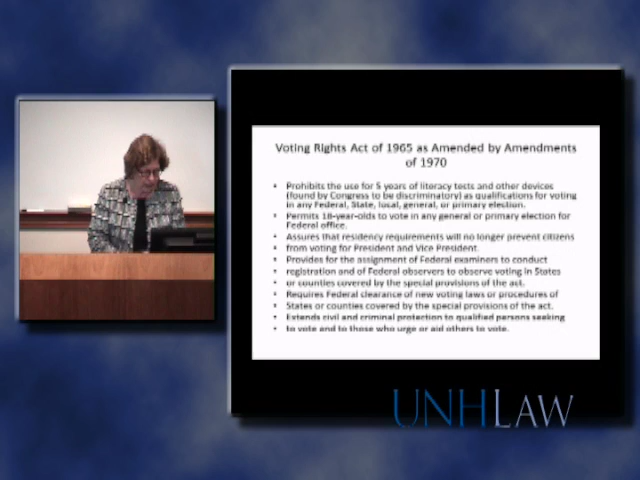 Voting Rights Act of 1965 as Amended by Amendments
of 1970
• Prohibits the use for 5 years of literacy tests and other devices
(found by Congress to be discriminatory) as qualifications for voting
in any Federal, State, local, general, or primary election.
• Permits 18-year-olds to vote in any general or primary election for
Federal office.
• Assures that residency requirements will no longer prevent citizens
• from voting for President and Vice President.
• Provides for the assignment of Federal examiners to conduct
• registration and of Federal observers to observe voting in States
• or counties covered by the special provisions of the act.
• Requires Federal clearance of new voting laws or procedures of
• States or counties covered by the special provisions of the act.
• Extends civil and criminal protection to qualified persons seeking
• to vote and to those who urge or aid others to vote.
UNHLAW